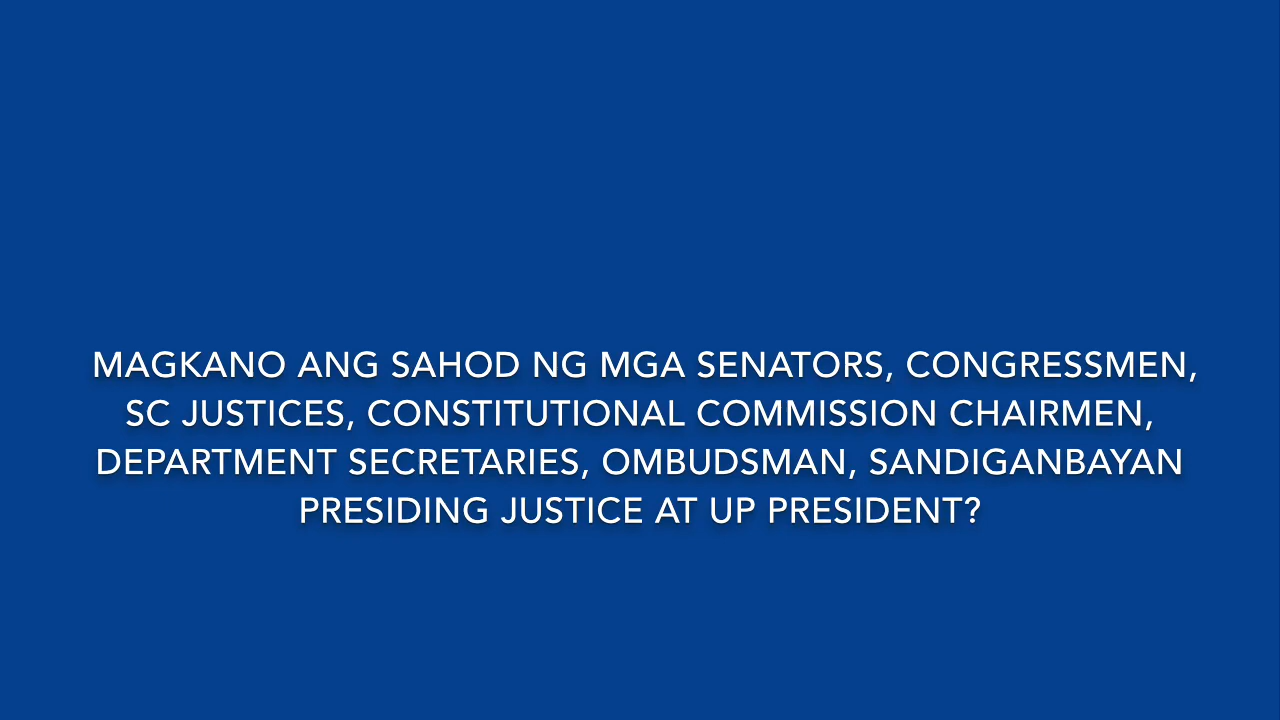 MAGKANO ANG SAHOD NG MGA SENATORS, CONGRESSMEN,
SC JUSTICES, CONSTITUTIONAL COMMISSION CHAIRMEN,
DEPARTMENT SECRETARIES, OMBUDSMAN, SANDIGANBAYAN
PRESIDING JUSTICE AT UP PRESIDENT?